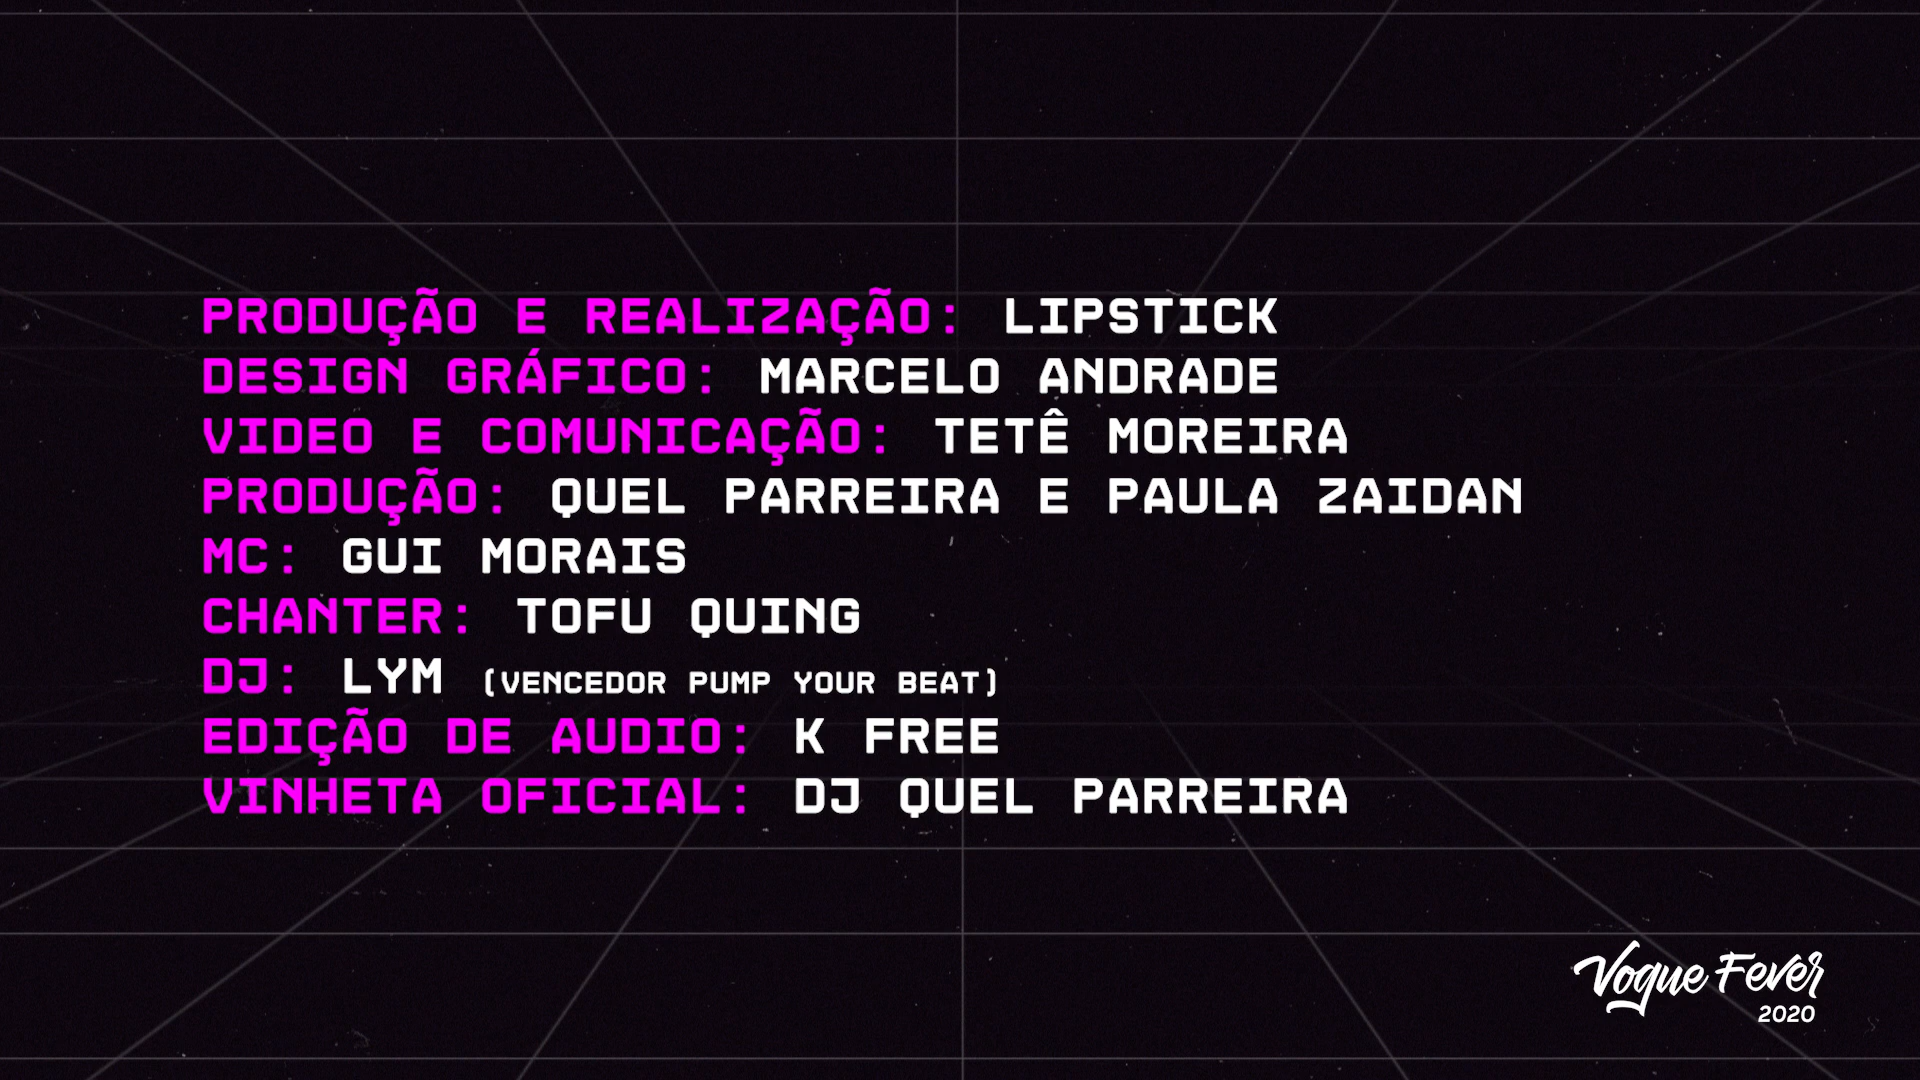 PRODUÇÃO E REALIZAÇÃO: LIPSTICK
DESIGN GRÁFICO: MARCELO ANDRADE
VIDEO E COMUNICAÇÃO: TETÊ MOREIRA
PRODUÇÃO: QUEL PARREIRA E PAULA ZAIDAN
MC: GUI MORAIS
CHANTER: TOFU QUING
DJ: LYM (VENCEDOR PUMP YOUR BEAT)
EDIÇÃO DE AUDIO: K FREE
VINHETA OFICIAL: DJ QUEL PARREIRA
Vogue Fever
2020